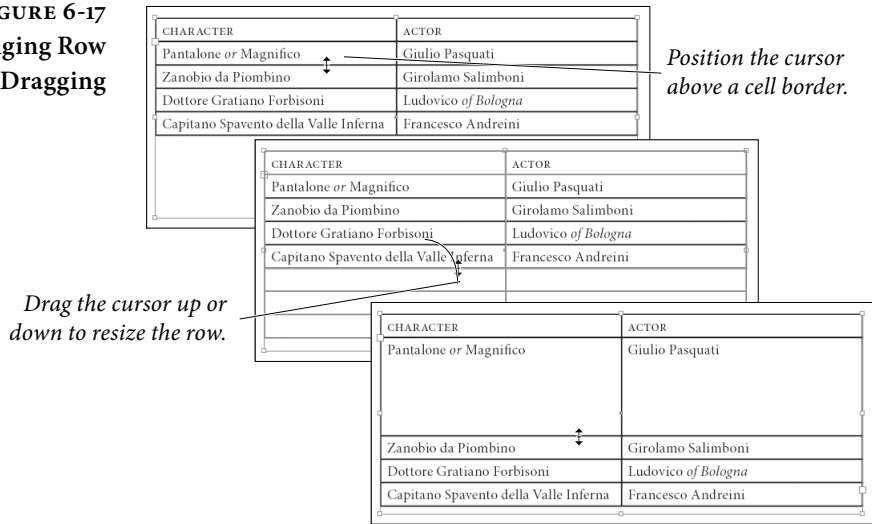 GURE 6-17
ging Row
Dragging
CHARACTER ACTOR
Pantalone or Magnifico Giulio Pasquati
Zanobio da Piombino Girolamo Salimboni
Dottore Gratiano Forbisoni Ludovico of Bologna
Capitano Spavento della Valle Inferna Francesco Andreini
Position the cursor
above a cell border.
CHARACTER ACTOR
Pantalone or Magnifico Giulio Pasquati
Zanobio da Piombino Girolamo Salimboni
Dottore Gratiano Forbisoni Ludovico of Bologna
Capitano Spavento della Valle Inferna Francesco Andreini
Drag the cursor up or
down to resize the row.
CHARACTER ACTOR
Pantalone or Magnifico Giulio Pasquati
Zanobio da Piombino Girolamo Salimboni
Dottore Gratiano Forbisoni Ludovico of Bologna
Capitano Spavento della Valle Inferna Francesco Andreini